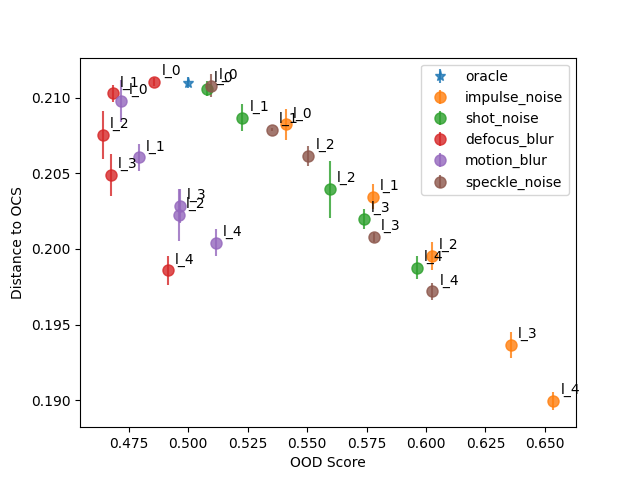 oracle
impulse_noise
shot_noise
defocus_blur
motion_blur
speckle_noise
l_0
l_0
l_0
l_0
l_0
l_1
l_1
l_1
l_1
l_1
l_2
l_2
l_2
l_2
l_2
l_3
l_3
l_3
l_3
l_3
l_4
l_4
l_4
l_4
l_4
0.210
0.205
0.200
0.195
0.190
Distance to OCS
0.475 0.500 0.525 0.550 0.575 0.600 0.625 0.650
OOD Score